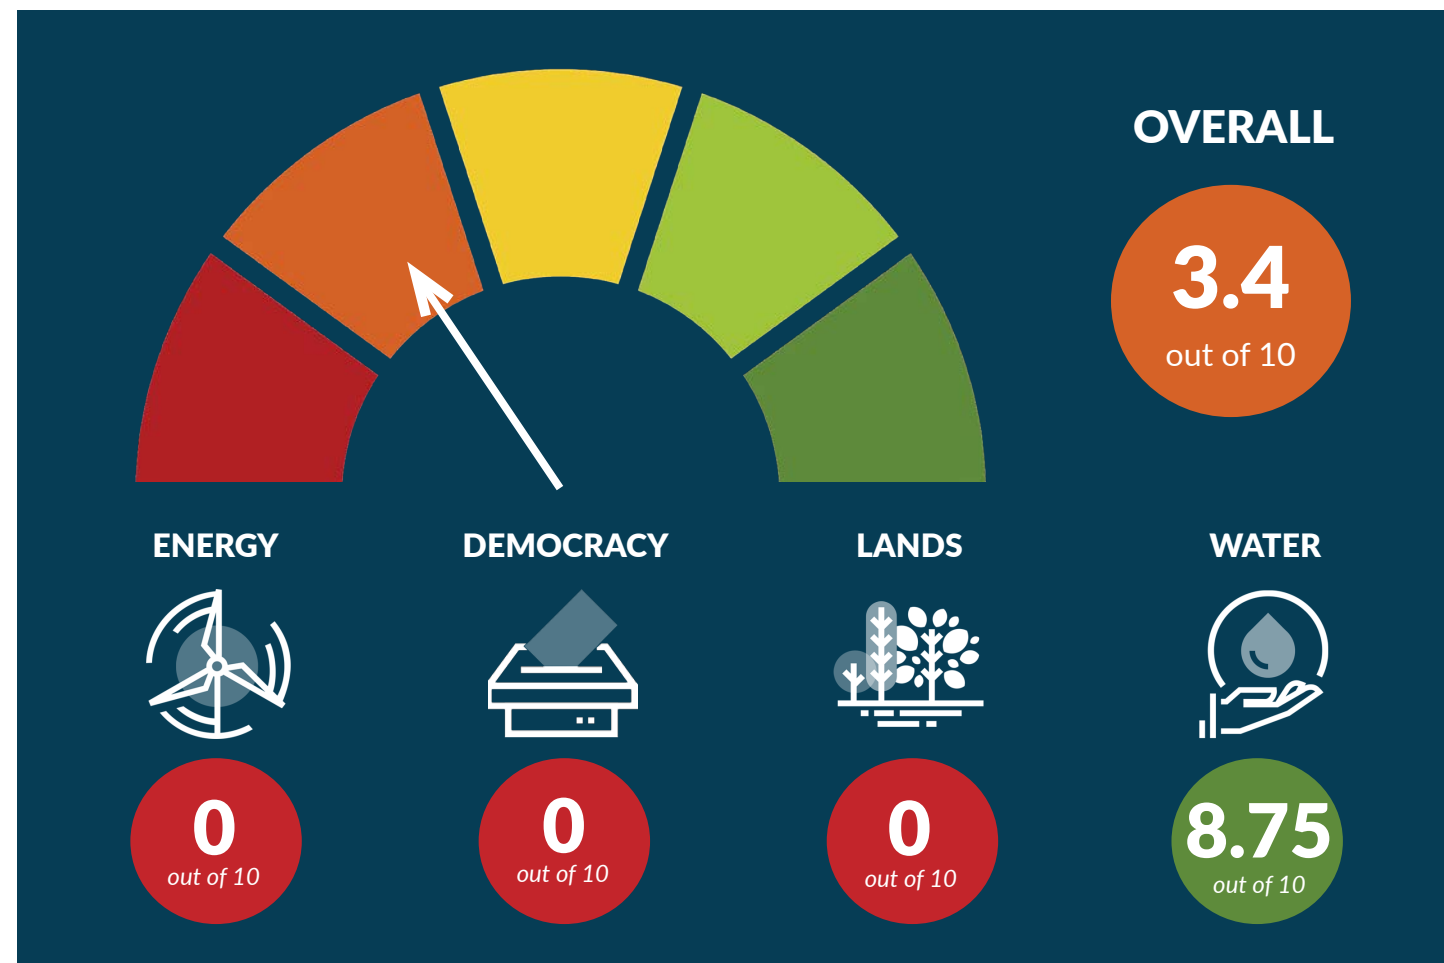 OVERALL
3.4
out of 10
ENERGY
DEMOCRACY
LANDS
WATER
0
out of 10
0
out of 10
0
out of 10
8.75
out of 10